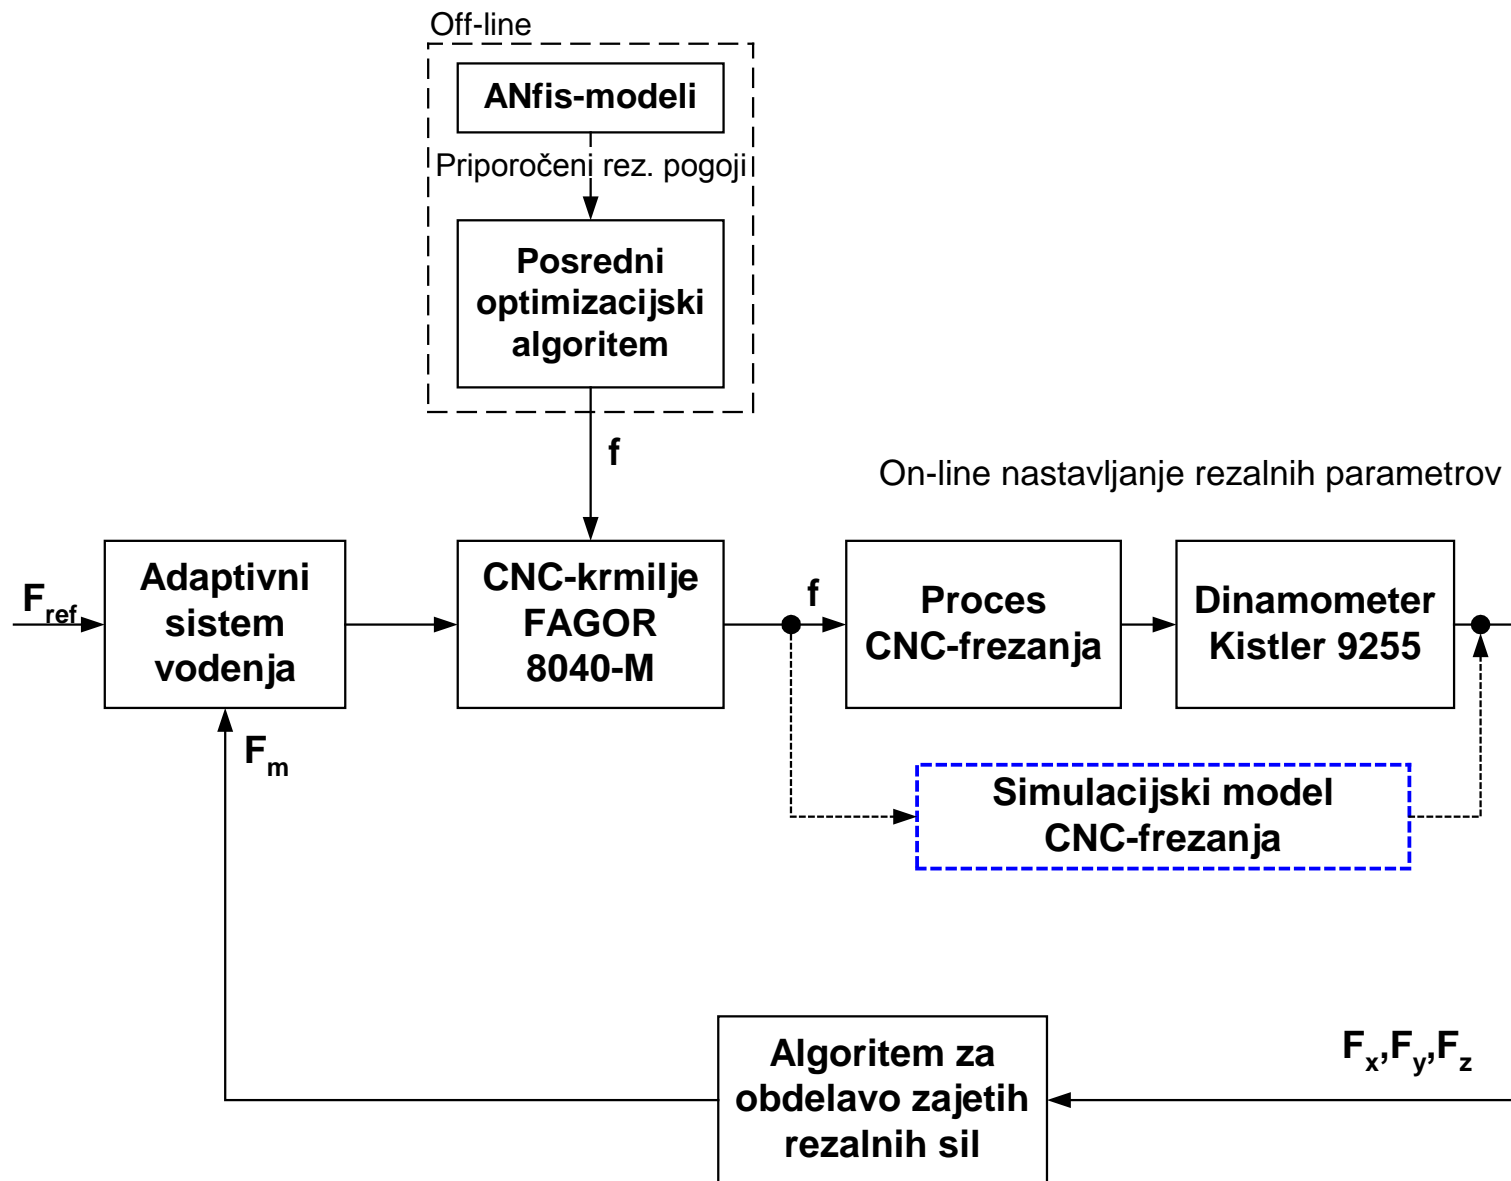 Off-line
ANfis-modeli
Priporočeni rez. pogoji
Posredni
optimizacijski
algoritem
f
On-line nastavljanje rezalnih parametrov
F_ref
Adaptivni
sistem
vodenja
CNC-krmilje
FAGOR
8040-M
f
Proces
CNC-frezanja
Dinamometer
Kistler 9255
F_m
Simulacijski model
CNC-frezanja
Algoritem za
obdelavo zajetih
rezalnih sil
F_x,F_y,F_z